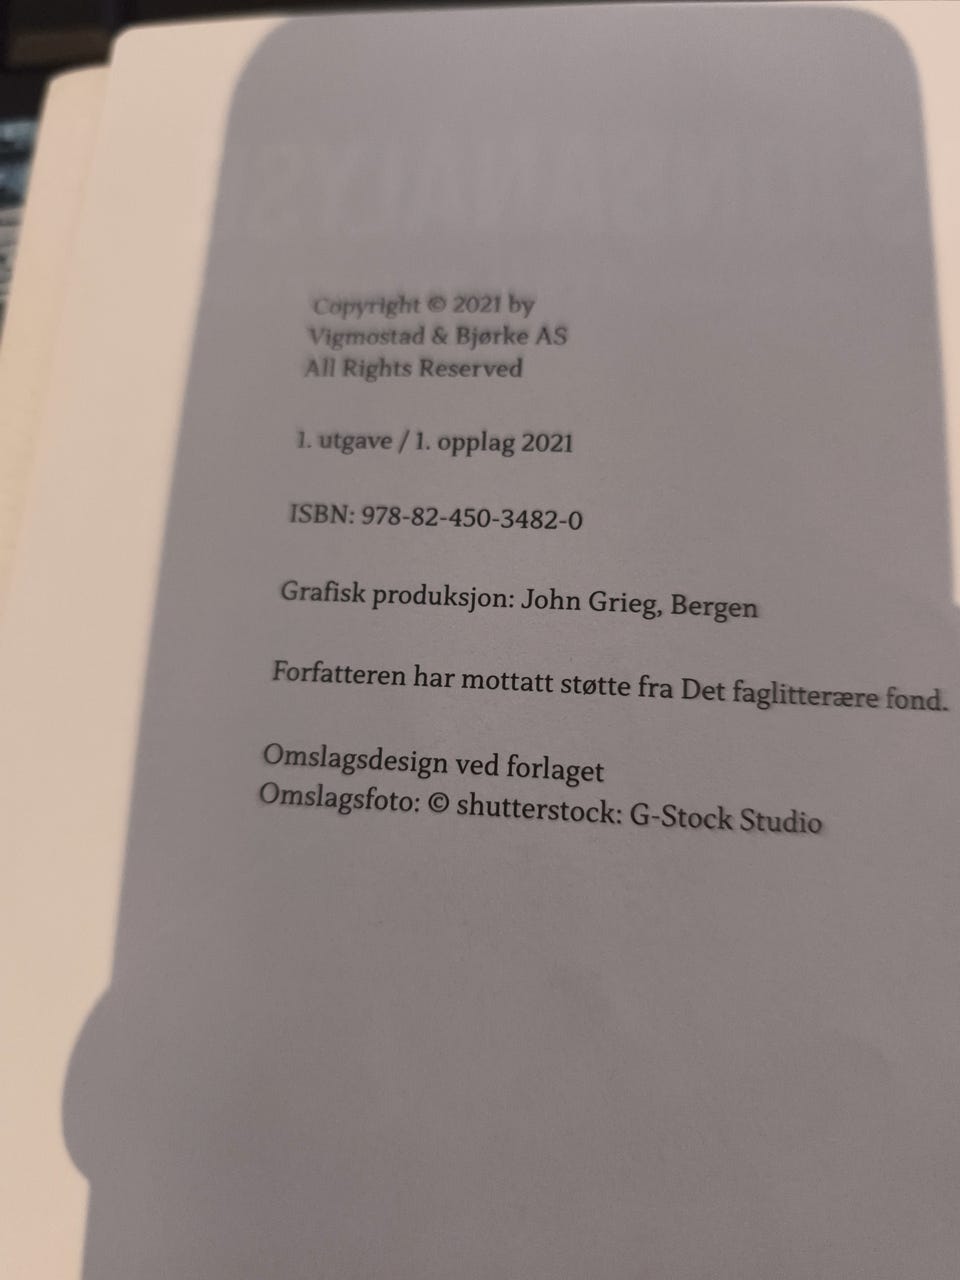 Copyright © 2021 by
Vigmostad & Bjørke AS
All Rights Reserved
1. utgave / 1. opplag 2021
ISBN: 978-82-450-3482-0
Grafisk produksjon: John Grieg, Bergen
Forfatteren har mottatt støtte fra Det faglitterære fond.
Omslagsdesign ved forlaget
Omslagsfoto: © shutterstock: G-Stock Studio